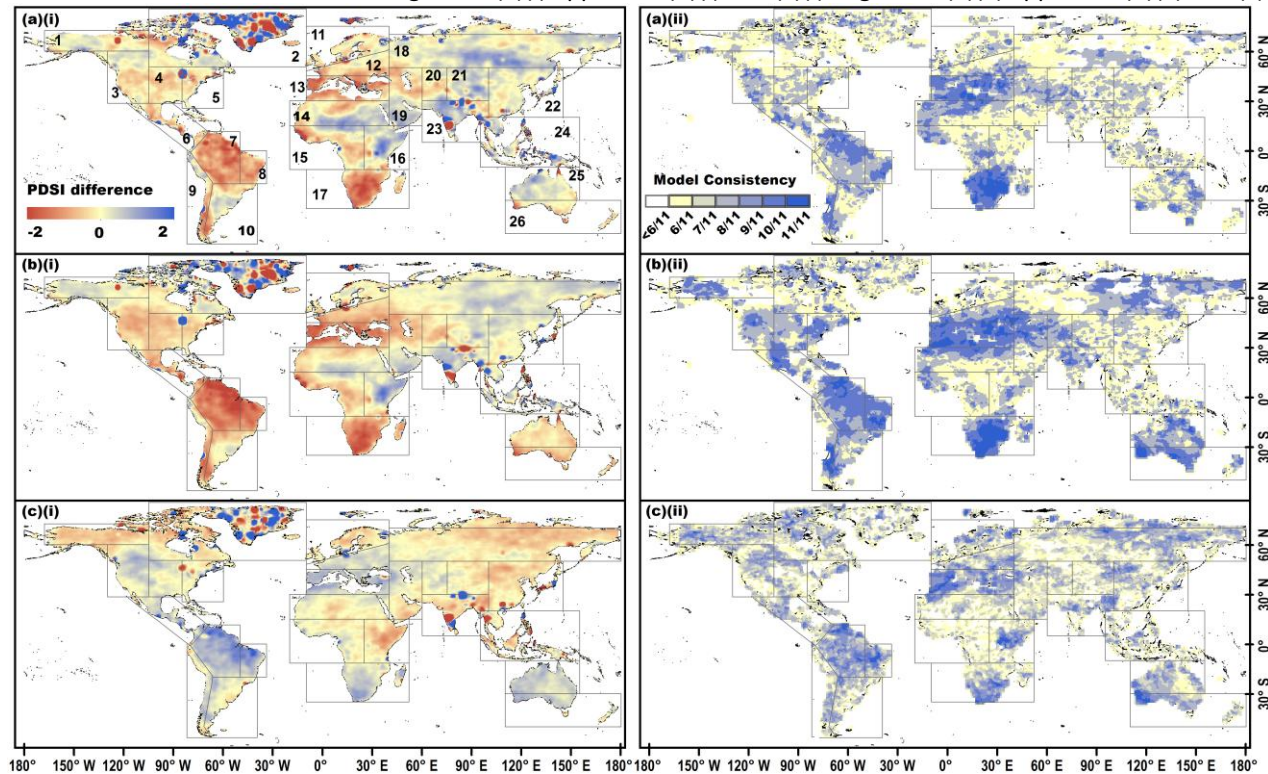 (a)(i)
1
2
3
4
5
6
7
8
9
10
11
12
13
14
15
16
17
18
19
20
21
22
23
24
25
26
PDSI difference
-2 0 2
(a)(ii)
Model Consistency
<6/11 6/11 7/11 8/11 9/11 10/11 11/11
60° N
30° N
0°
30° S
(b)(i)
(b)(ii)
60° N
30° N
0°
30° S
(c)(i)
(c)(ii)
60° N
30° N
0°
30° S
180° 150° W 120° W 90° W 60° W 30° W 0° 30° E 60° E 90° E 120° E 150° E 180°
180° 150° W 120° W 90° W 60° W 30° W 0° 30° E 60° E 90° E 120° E 150° E 180°